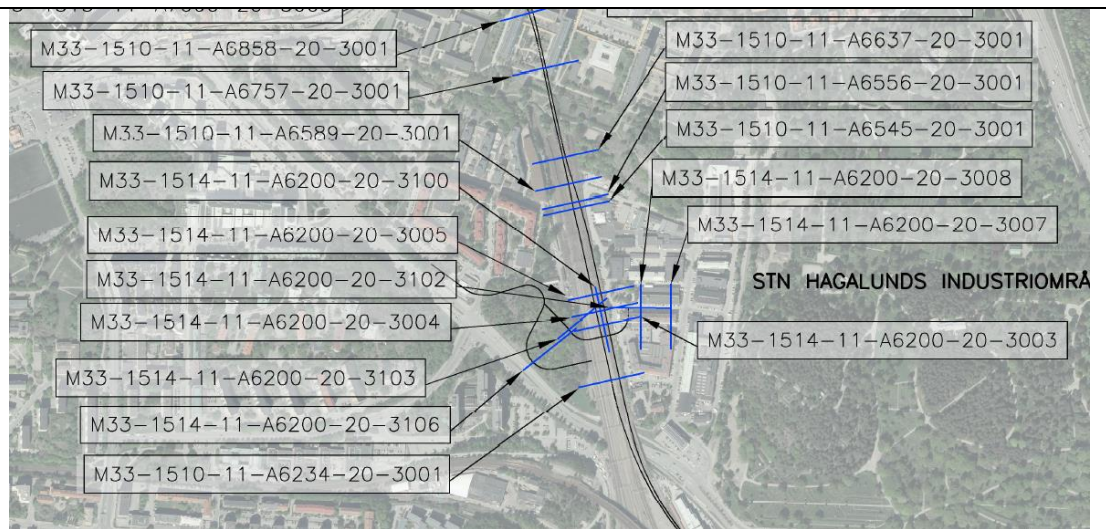 M33-1510-11-A6858-20-3001
M33-1510-11-A6757-20-3001
M33-1510-11-A6589-20-3001
M33-1514-11-A6200-20-3100
M33-1514-11-A6200-20-3005
M33-1514-11-A6200-20-3102
M33-1514-11-A6200-20-3004
M33-1514-11-A6200-20-3103
M33-1514-11-A6200-20-3106
M33-1510-11-A6234-20-3001
M33-1510-11-A6637-20-3001
M33-1510-11-A6556-20-3001
M33-1510-11-A6545-20-3001
M33-1514-11-A6200-20-3008
M33-1514-11-A6200-20-3007
STN HAGALUNDS INDUSTRIOMRÅ
M33-1514-11-A6200-20-3003